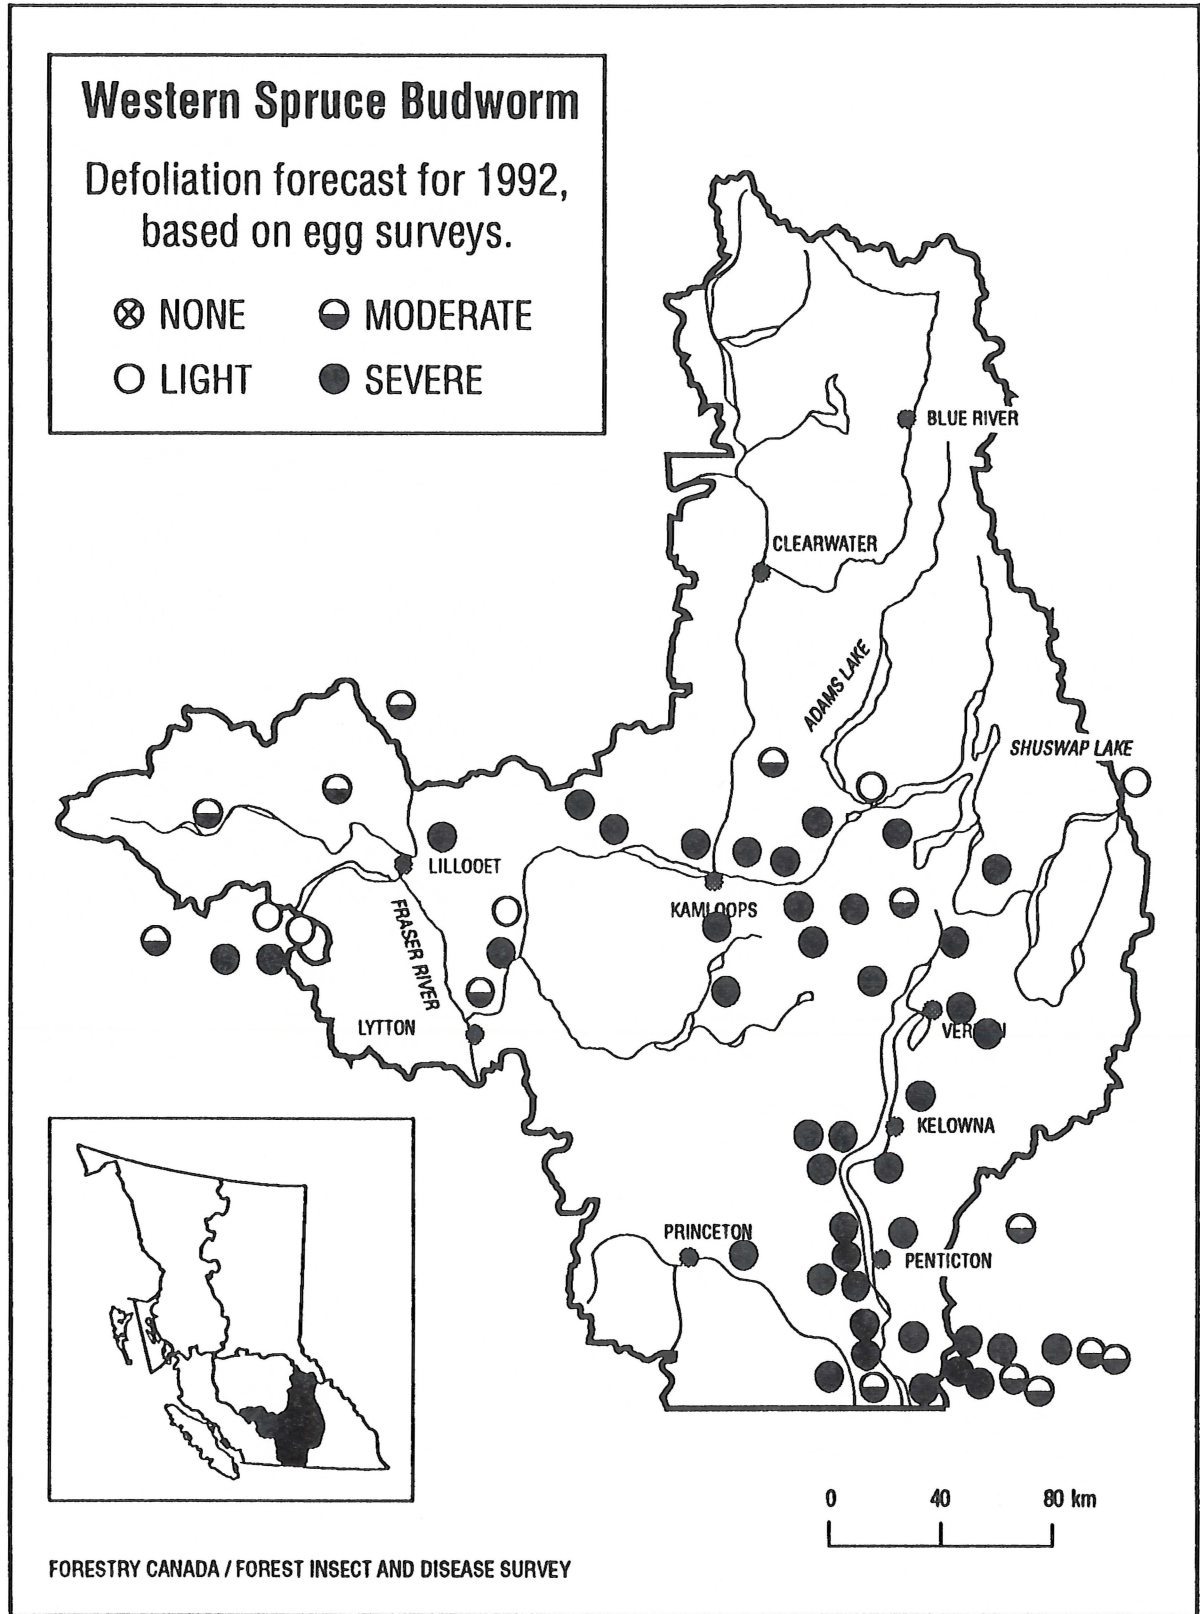 Western Spruce Budworm
Defoliation forecast for 1992,
based on egg surveys.
NONE
MODERATE
LIGHT
SEVERE
BLUE RIVER
CLEARWATER
ADAMS LAKE
SHUSWAP LAKE
LILLOOET
KAMLOOPS
FRASER RIVER
LYTTON
VERNON
KELOWNA
PRINCETON
PENTICTON
0 40 80 km
FORESTRY CANADA / FOREST INSECT AND DISEASE SURVEY